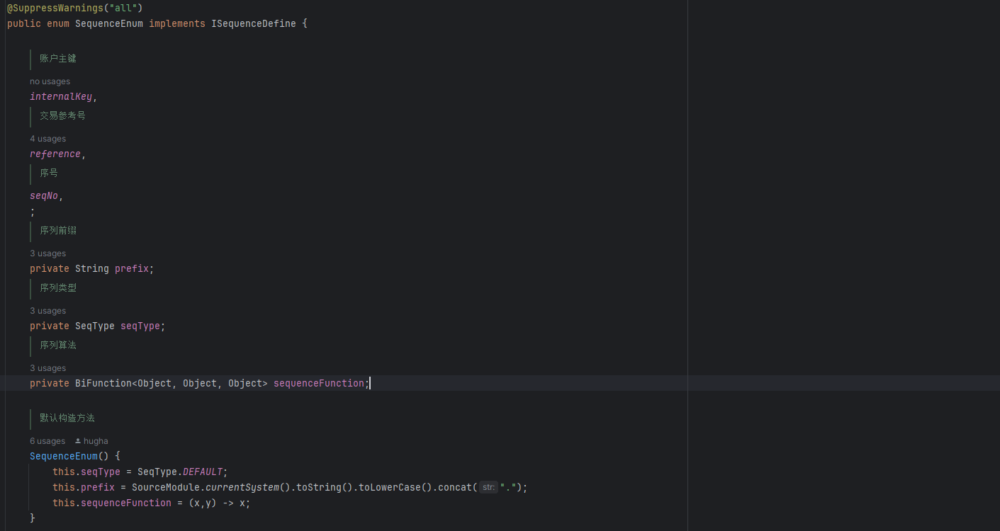 @SuppressWarnings("all")
public enum SequenceEnum implements ISequenceDefine {
账户主键
no usages
internalKey,
交易参考号
4 usages
reference,
序号
seqNo,
;
序列前缀
3 usages
private String prefix;
序列类型
3 usages
private SeqType seqType;
序列算法
3 usages
private BiFunction<Object, Object, Object> sequenceFunction;
默认构造方法
6 usages hugha
SequenceEnum() {
this.seqType = SeqType.DEFAULT;
this.prefix = SourceModule.currentSystem().toString().toLowerCase().concat( str: ".");
this.sequenceFunction = (x,y) -> x;
}